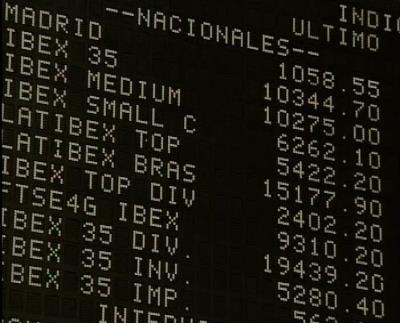 INDIC
ULTIMO
--NACIONALES--
MADRID 1058.55
IBEX 35 10344.70
IBEX MEDIUM 10275.00
IBEX SMALL C 6262.10
LATIBEX TOP 5422.20
LATIBEX BRAS 15177.90
IBEX TOP DIV 2402.20
FTSE4G IBEX 9310.20
IBEX 35 DIV. 19439.20
IBEX 35 INV. 5280.40
IBEX 35 IMP.